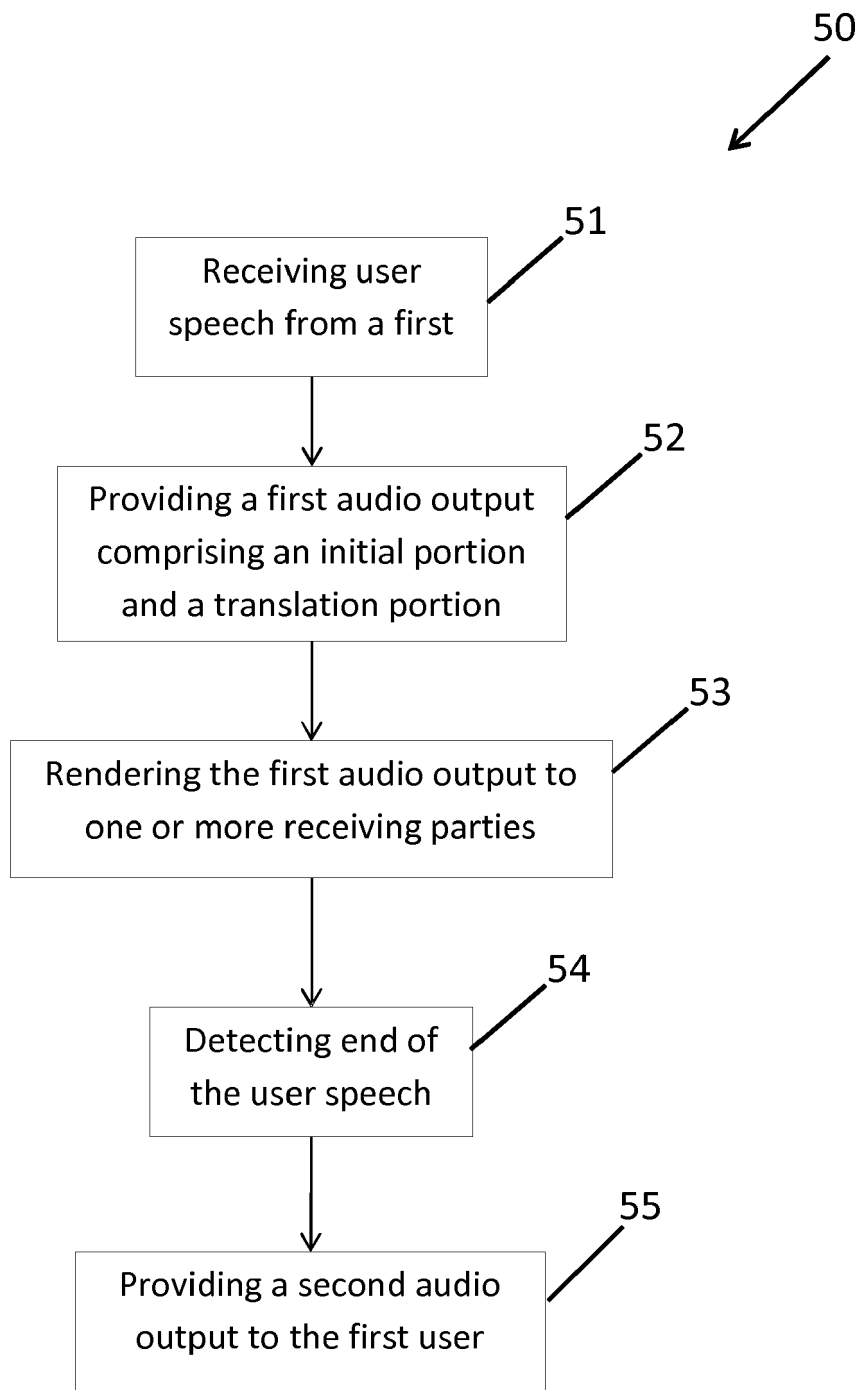 50
51
Receiving user
speech from a first
52
Providing a first audio output
comprising an initial portion
and a translation portion
53
Rendering the first audio output to
one or more receiving parties
54
Detecting end of
the user speech
55
Providing a second audio
output to the first user